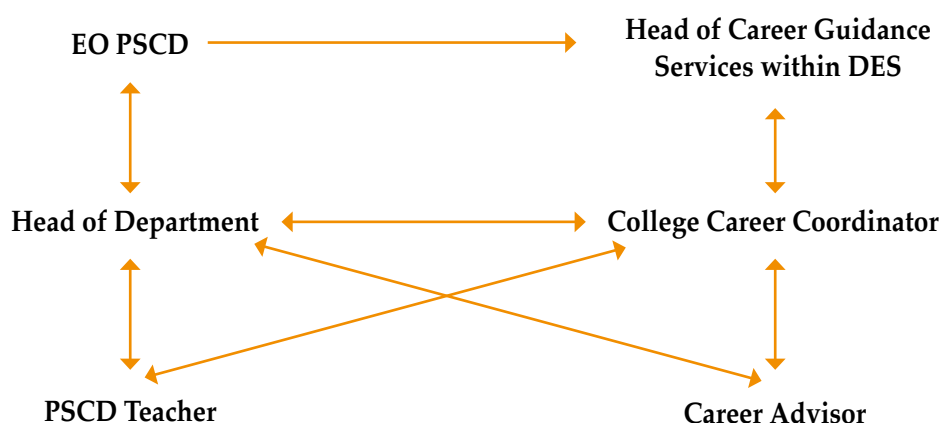 EO PSCD
Head of Career Guidance
Services within DES
Head of Department
College Career Coordinator
PSCD Teacher
Career Advisor